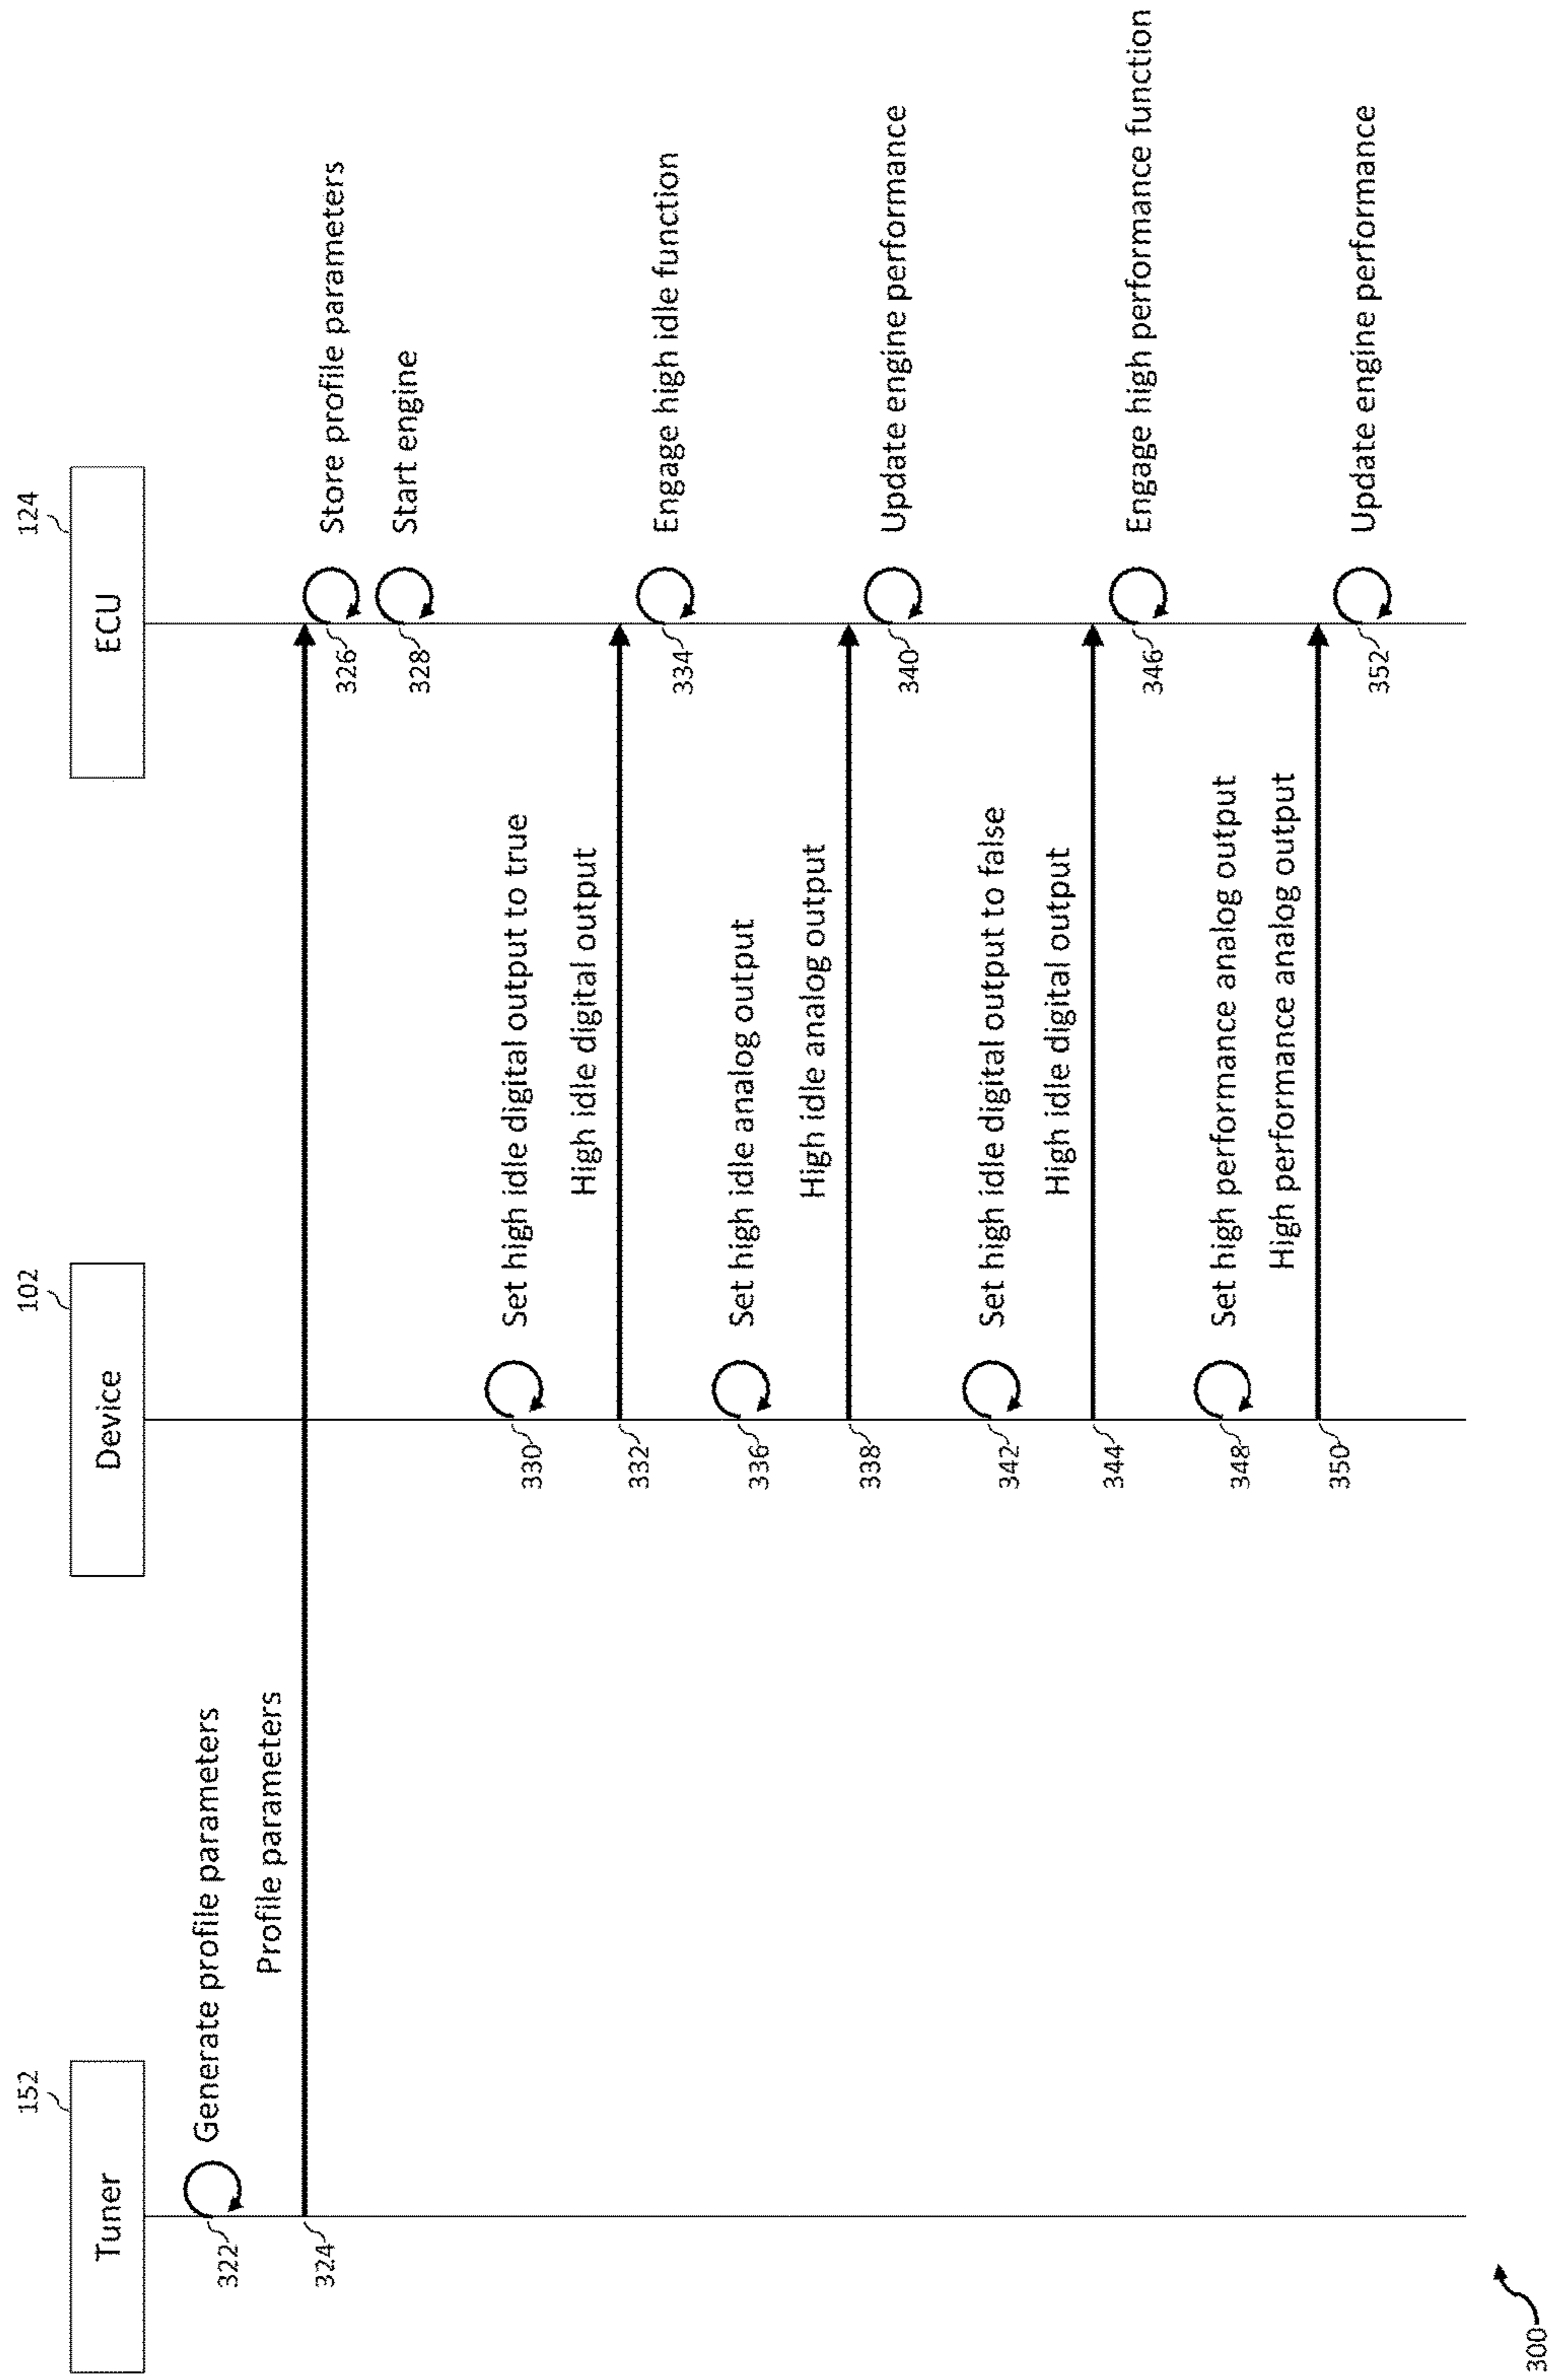 152
Tuner
102
Device
124
ECU
322
Generate profile parameters
Profile parameters
324
326
Store profile parameters
328
Start engine
330
Set high idle digital output to true
High idle digital output
332
334
Engage high idle function
336
Set high idle analog output
High idle analog output
338
340
Update engine performance
342
Set high idle digital output to false
High idle digital output
344
346
Engage high performance function
348
Set high performance analog output
High performance analog output
350
352
Update engine performance
300